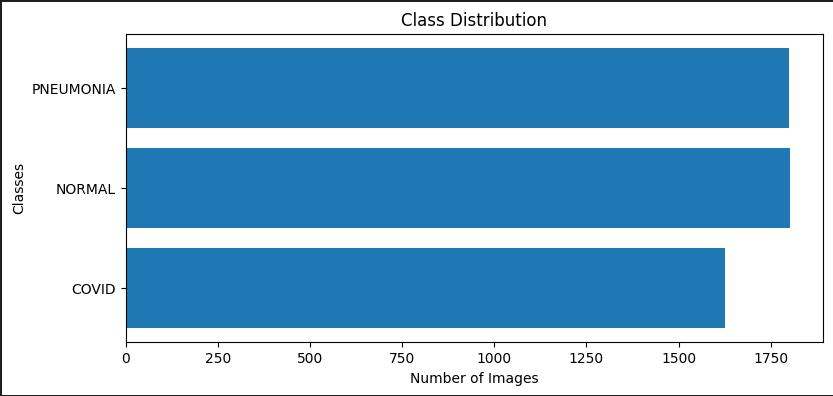 Class Distribution
PNEUMONIA
NORMAL
COVID
Classes
0 250 500 750 1000 1250 1500 1750
Number of Images